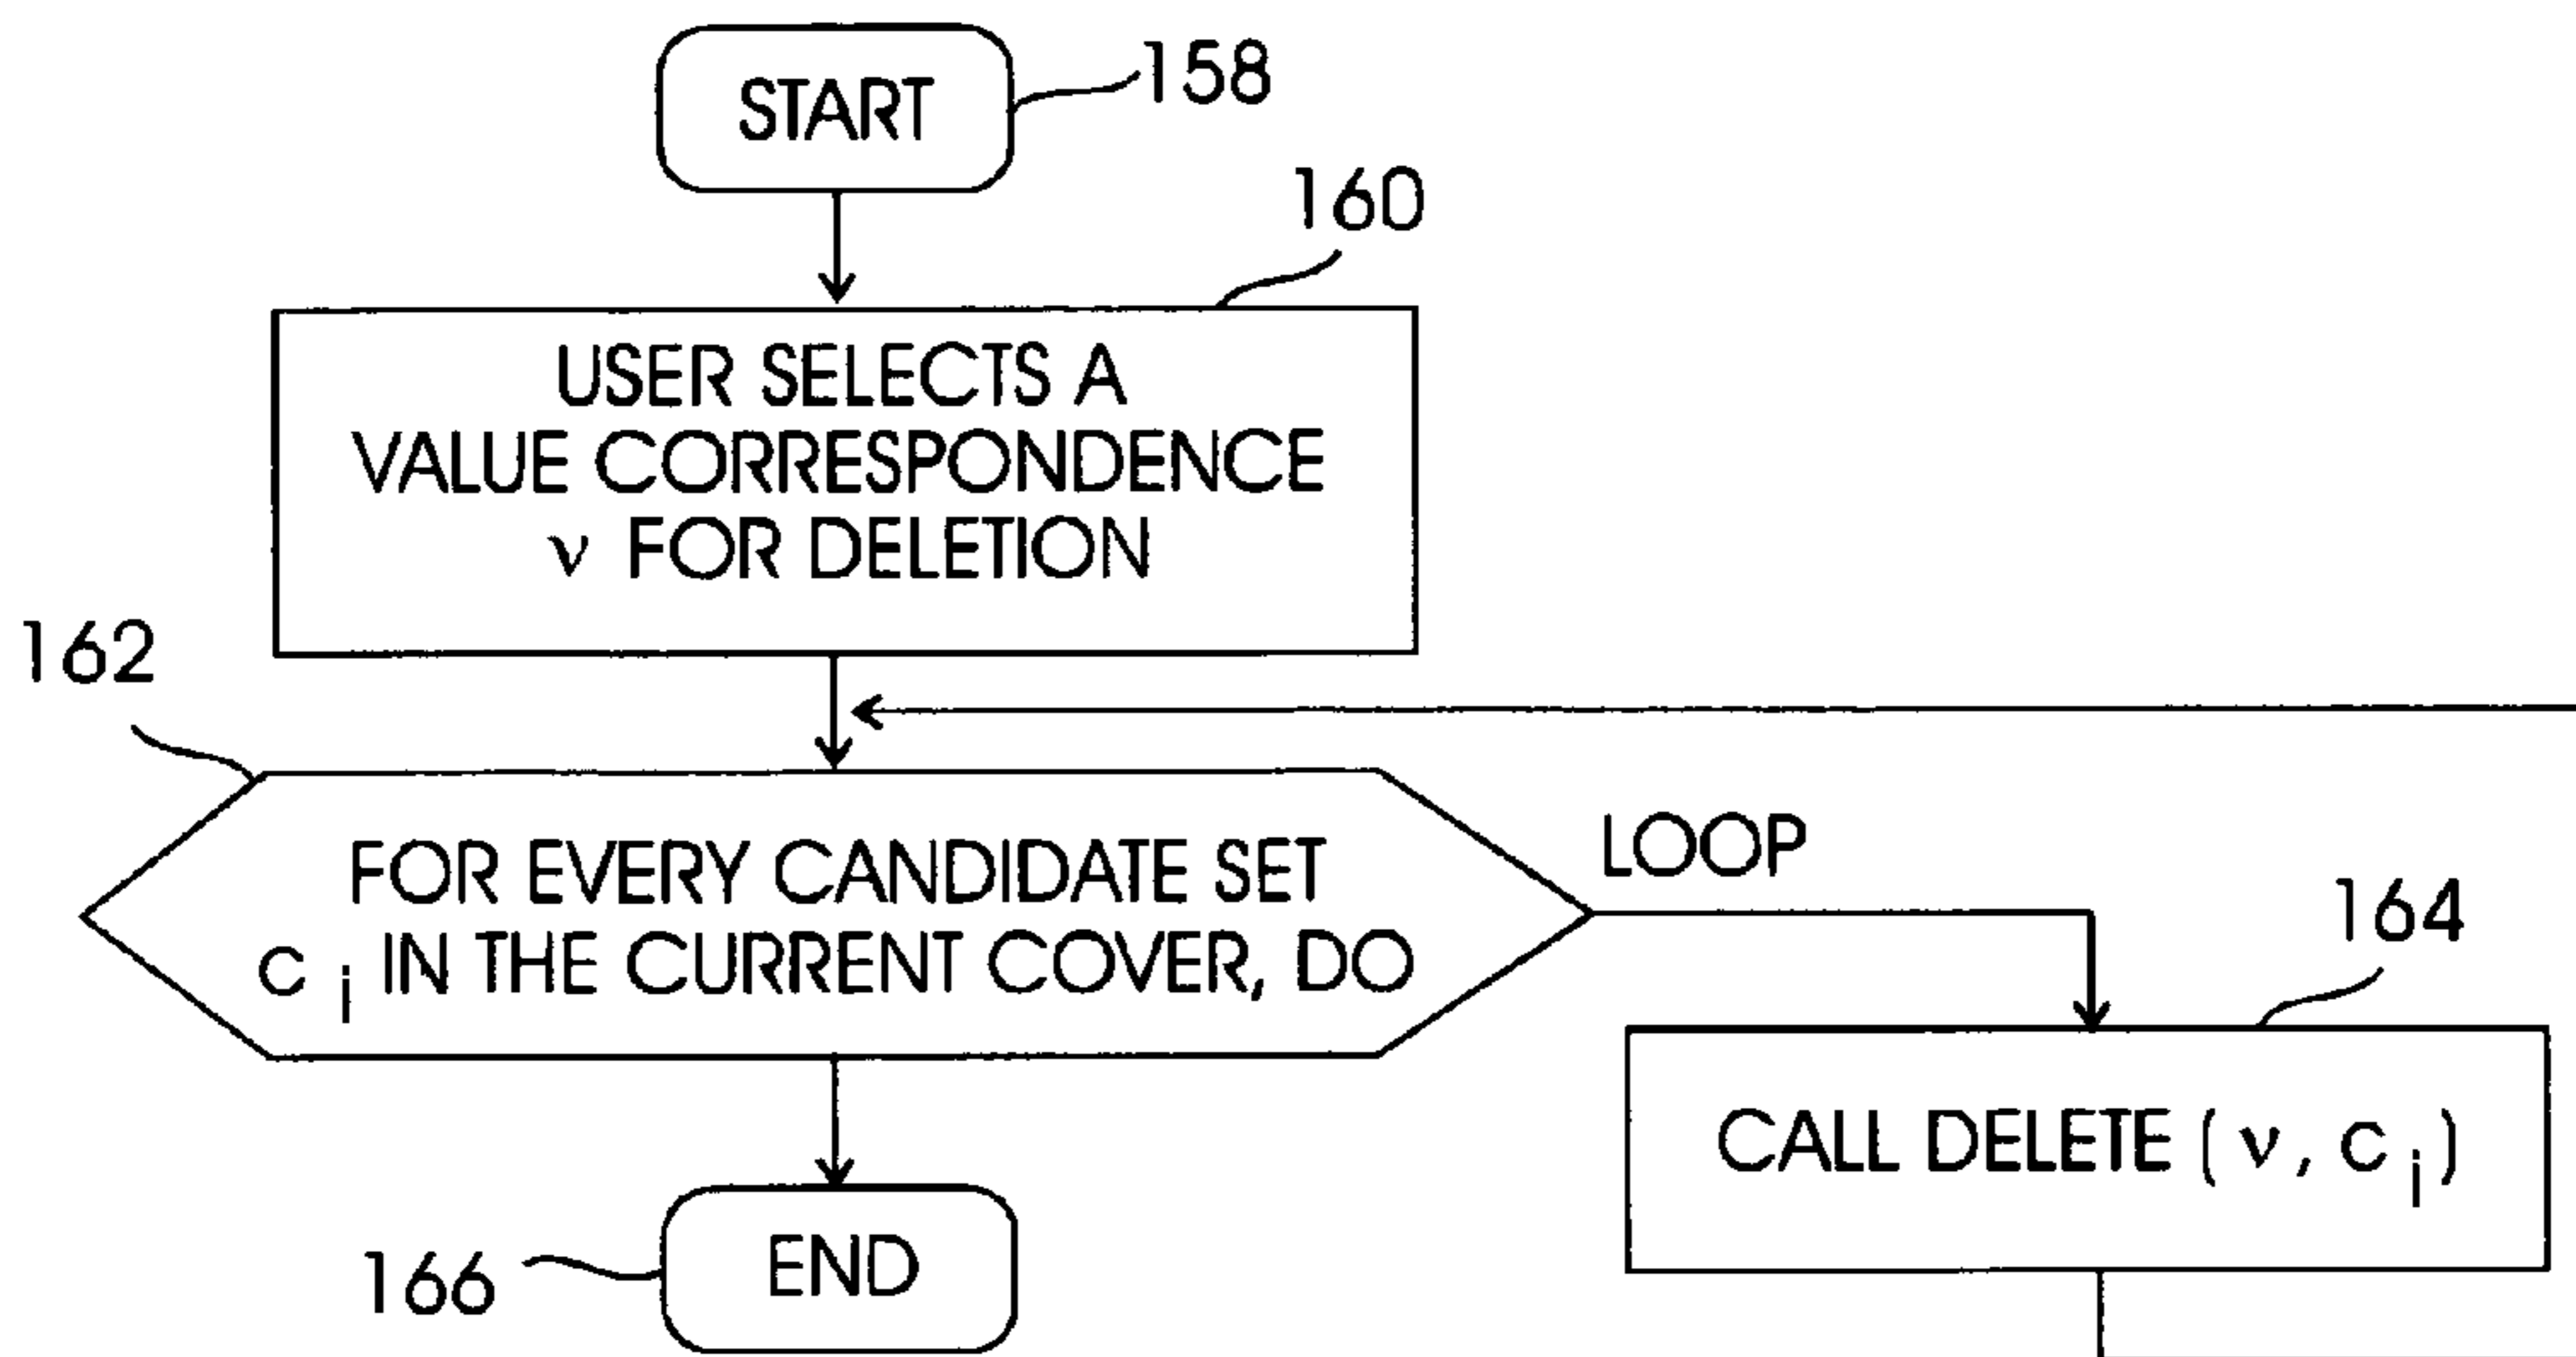 START
158
160
USER SELECTS A
VALUE CORRESPONDENCE
ν FOR DELETION
162
FOR EVERY CANDIDATE SET
c i IN THE CURRENT COVER, DO
LOOP
164
CALL DELETE ( ν, c i )
166
END